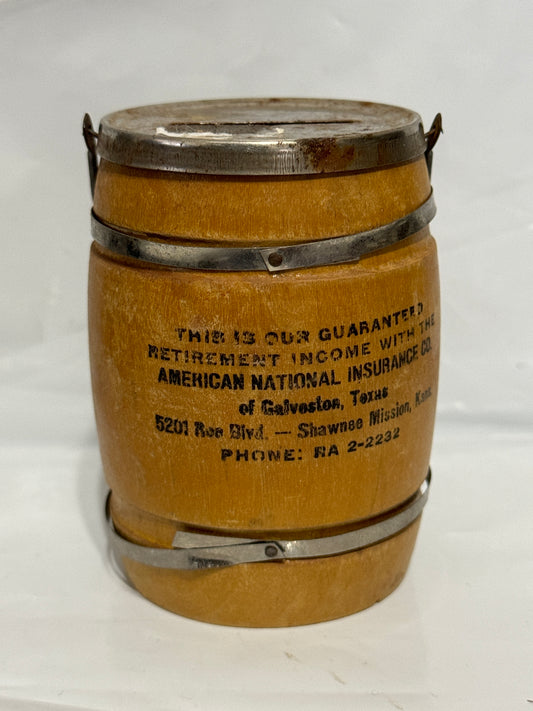 THIS IS OUR GUARANTEED
RETIREMENT INCOME WITH THE
AMERICAN NATIONAL INSURANCE CO.
of Galveston, Texas
5201 Roe Blvd. — Shawnee Mission, Kans.
PHONE: RA 2-2232